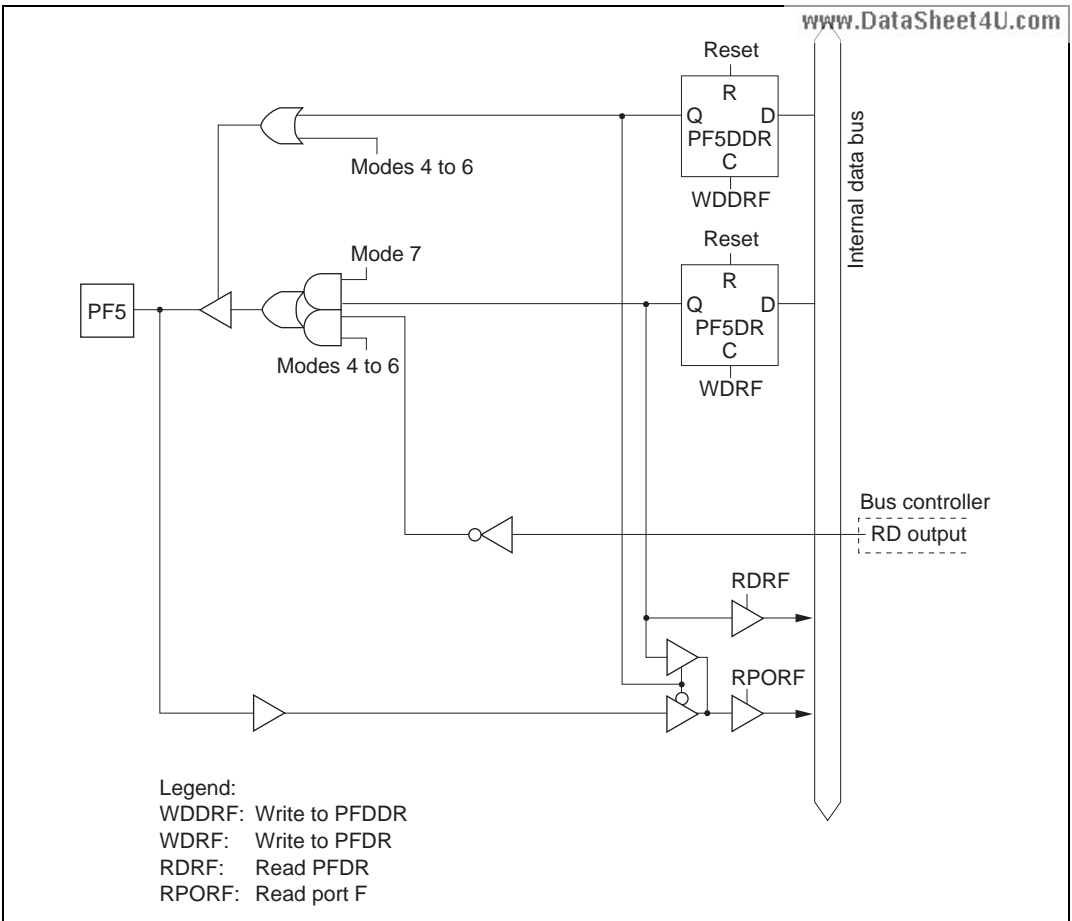 www.DataSheet4U.com
Reset
R
Q D
PF5DDR
C
WDDRF
Modes 4 to 6
Internal data bus
Reset
R
Q D
PF5DR
C
WDRF
Mode 7
PF5
Modes 4 to 6
Bus controller
RD output
RDRF
RPORF
Legend:
WDDRF: Write to PFDDR
WDRF: Write to PFDR
RDRF: Read PFDR
RPORF: Read port F